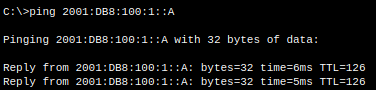 C:\>ping 2001:DB8:100:1::A
Pinging 2001:DB8:100:1::A with 32 bytes of data:
Reply from 2001:DB8:100:1::A: bytes=32 time=6ms TTL=126
Reply from 2001:DB8:100:1::A: bytes=32 time=5ms TTL=126